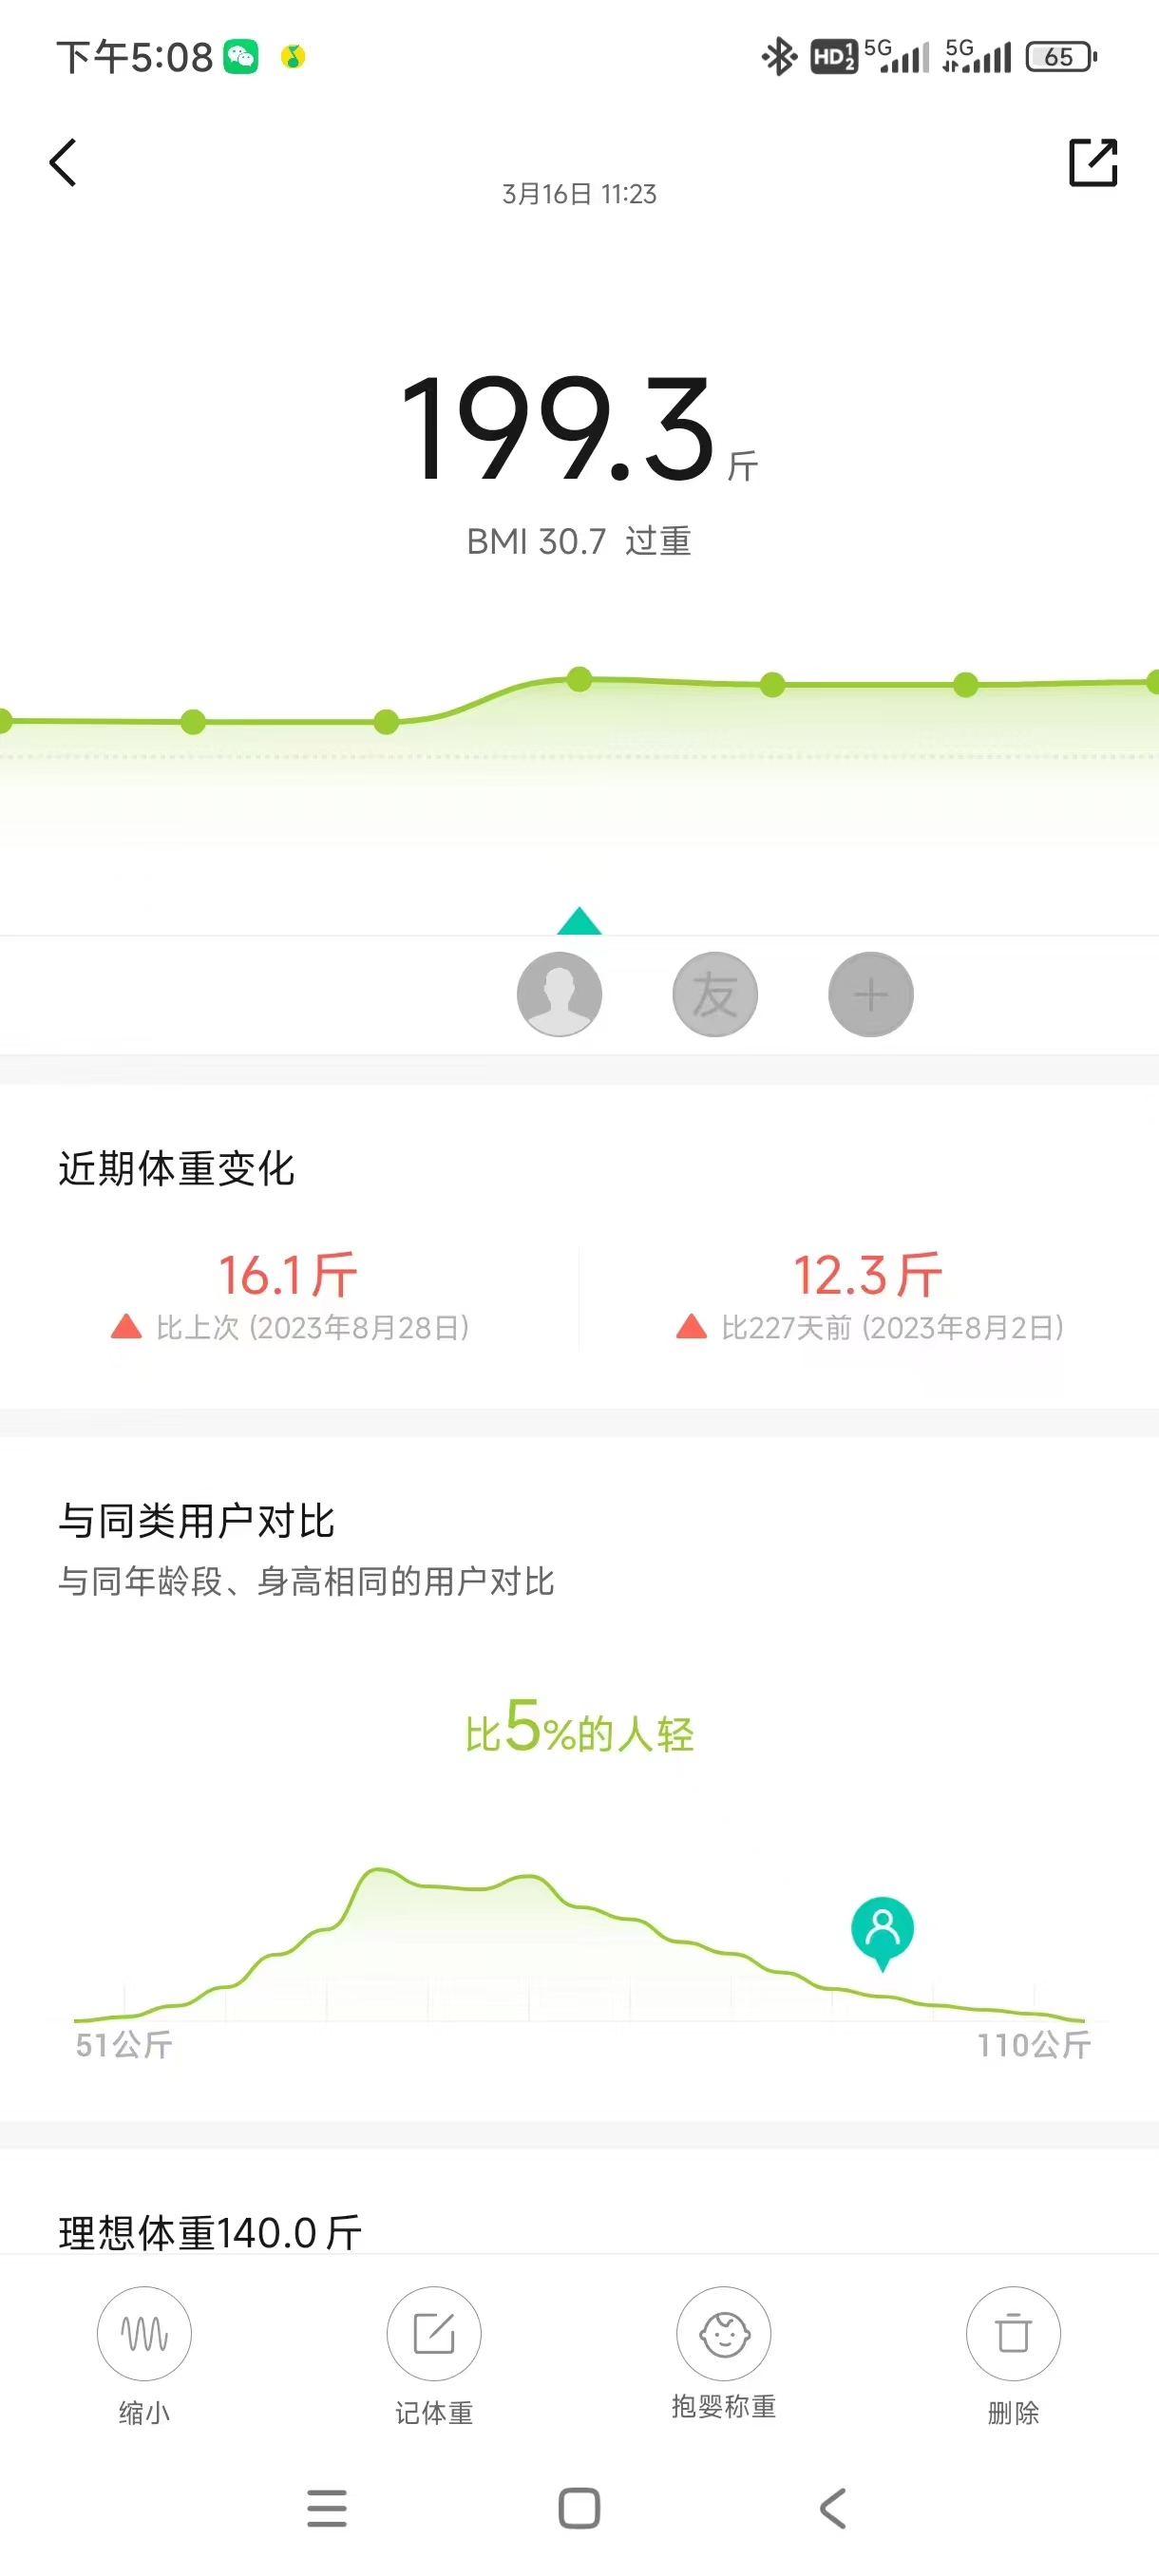 下午5:08 HD 1 2 5G 5G 65
3月16日 11:23
199.3斤
BMI 30.7 过重
友
近期体重变化
16.1斤 12.3斤
比上次 (2023年8月28日) 比227天前 (2023年8月2日)
与同类用户对比
与同年龄段、身高相同的用户对比
比5%的人轻
51公斤 110公斤
理想体重140.0斤
缩小 记体重 抱婴称重 删除